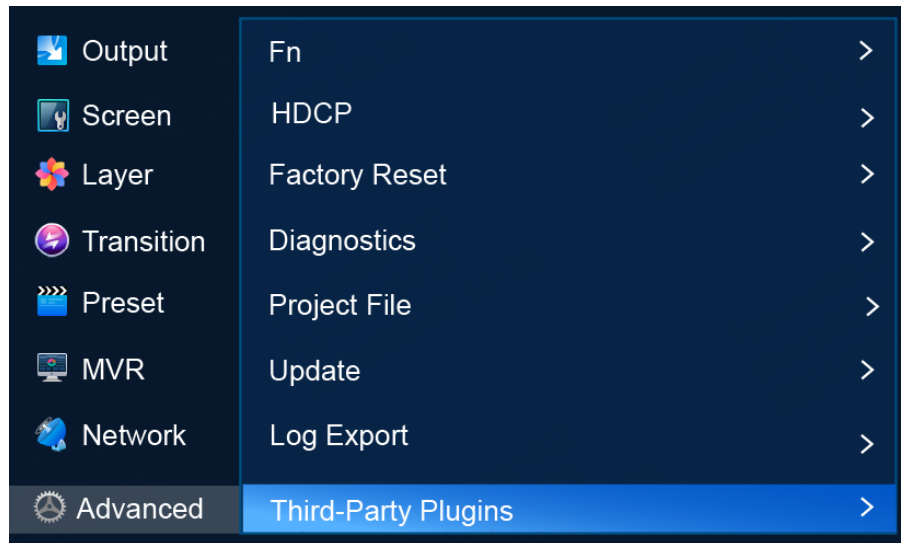 Output
Screen
Layer
Transition
Preset
MVR
Network
Advanced
Fn
HDCP
Factory Reset
Diagnostics
Project File
Update
Log Export
Third-Party Plugins